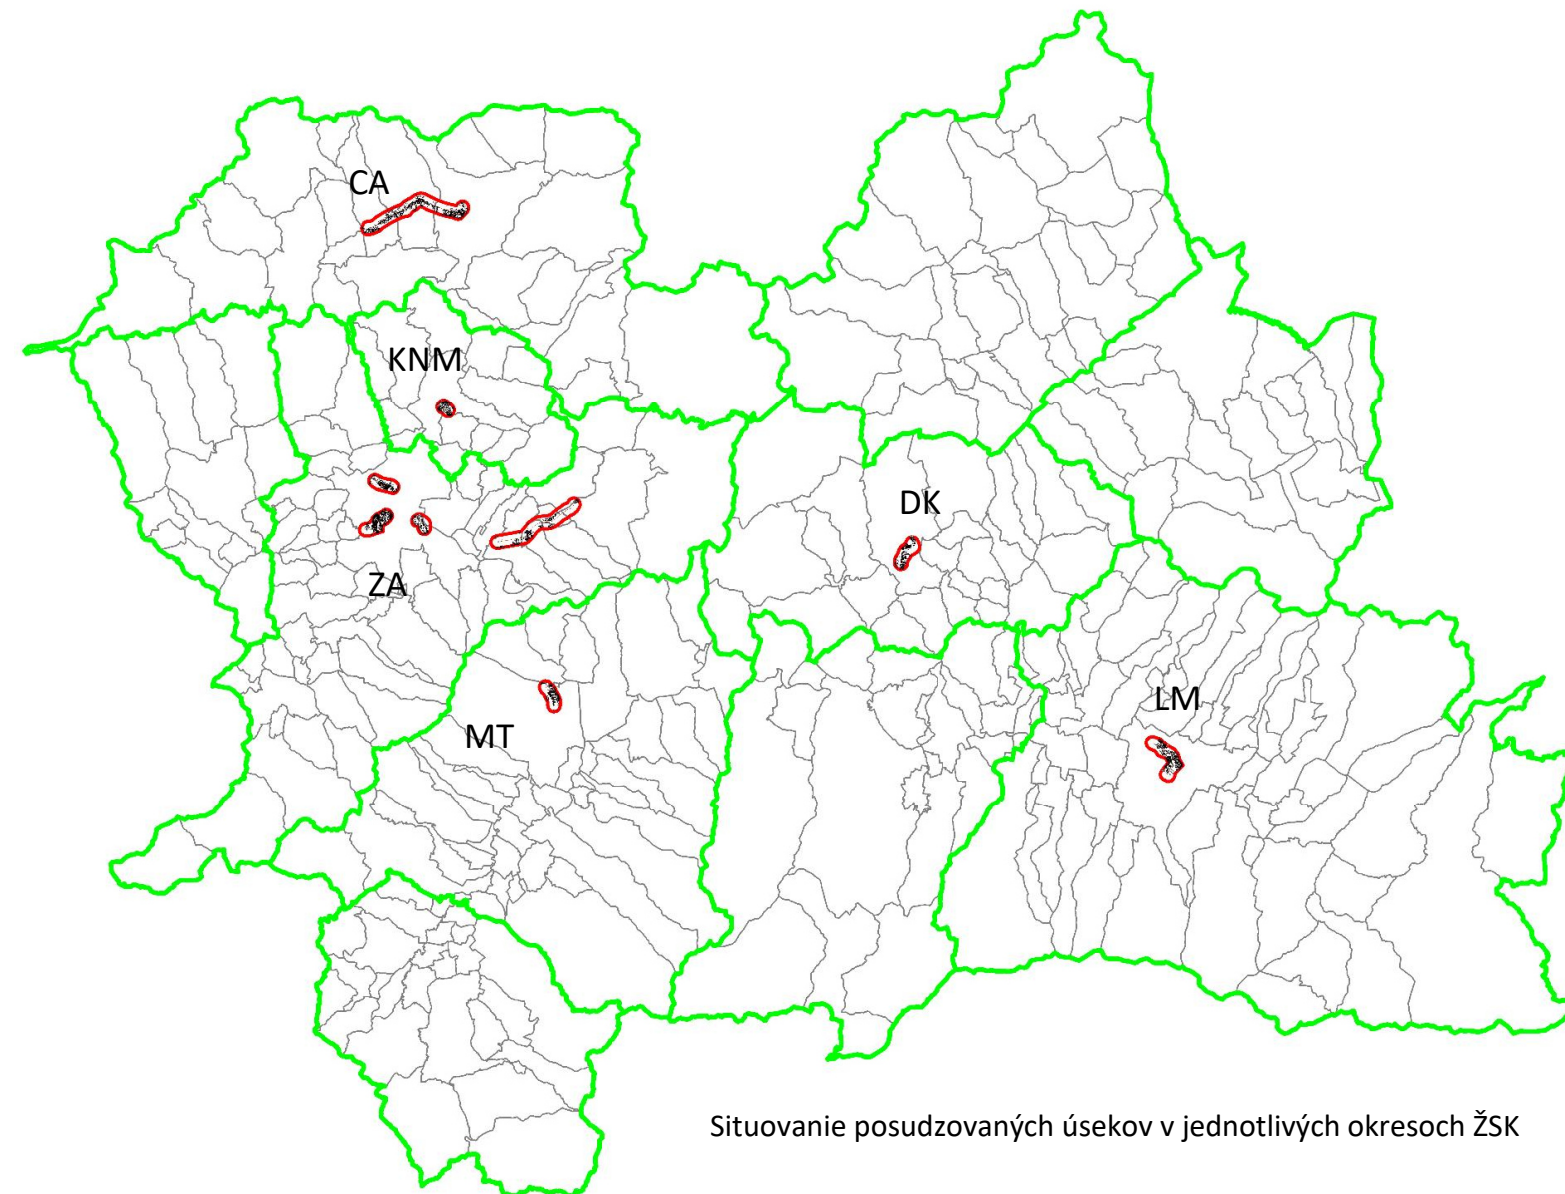 CA
KNM
DK
ZA
LM
MT
Situovanie posudzovaných úsekov v jednotlivých okresoch ŽSK